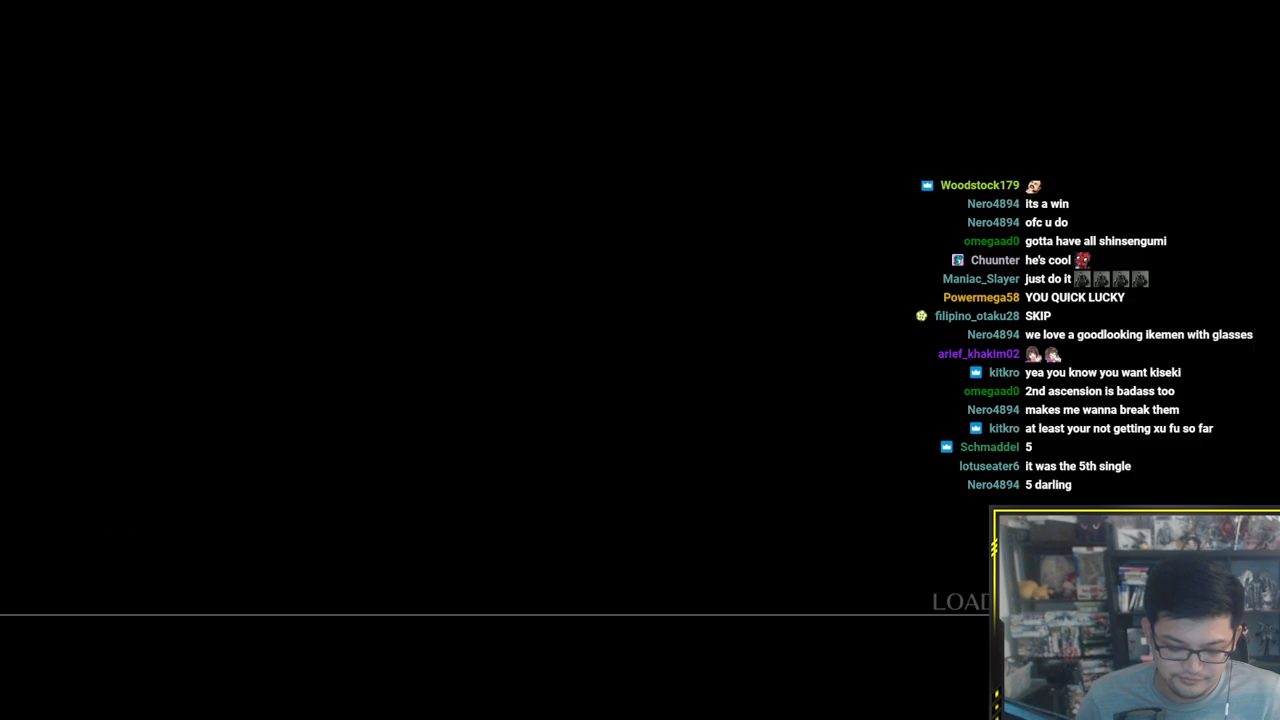 Woodstock179
Nero4894 its a win
Nero4894 ofc u do
omegaad0 gotta have all shinsengumi
Chuunter he's cool
Maniac_Slayer just do it
Powermega58 YOU QUICK LUCKY
filipino_otaku28 SKIP
Nero4894 we love a goodlooking ikemen with glasses
arief_khakim02
kitkro yea you know you want kiseki
omegaad0 2nd ascension is badass too
Nero4894 makes me wanna break them
kitkro at least your not getting xu fu so far
Schmaddel 5
lotuseater6 it was the 5th single
Nero4894 5 darling
LOAD